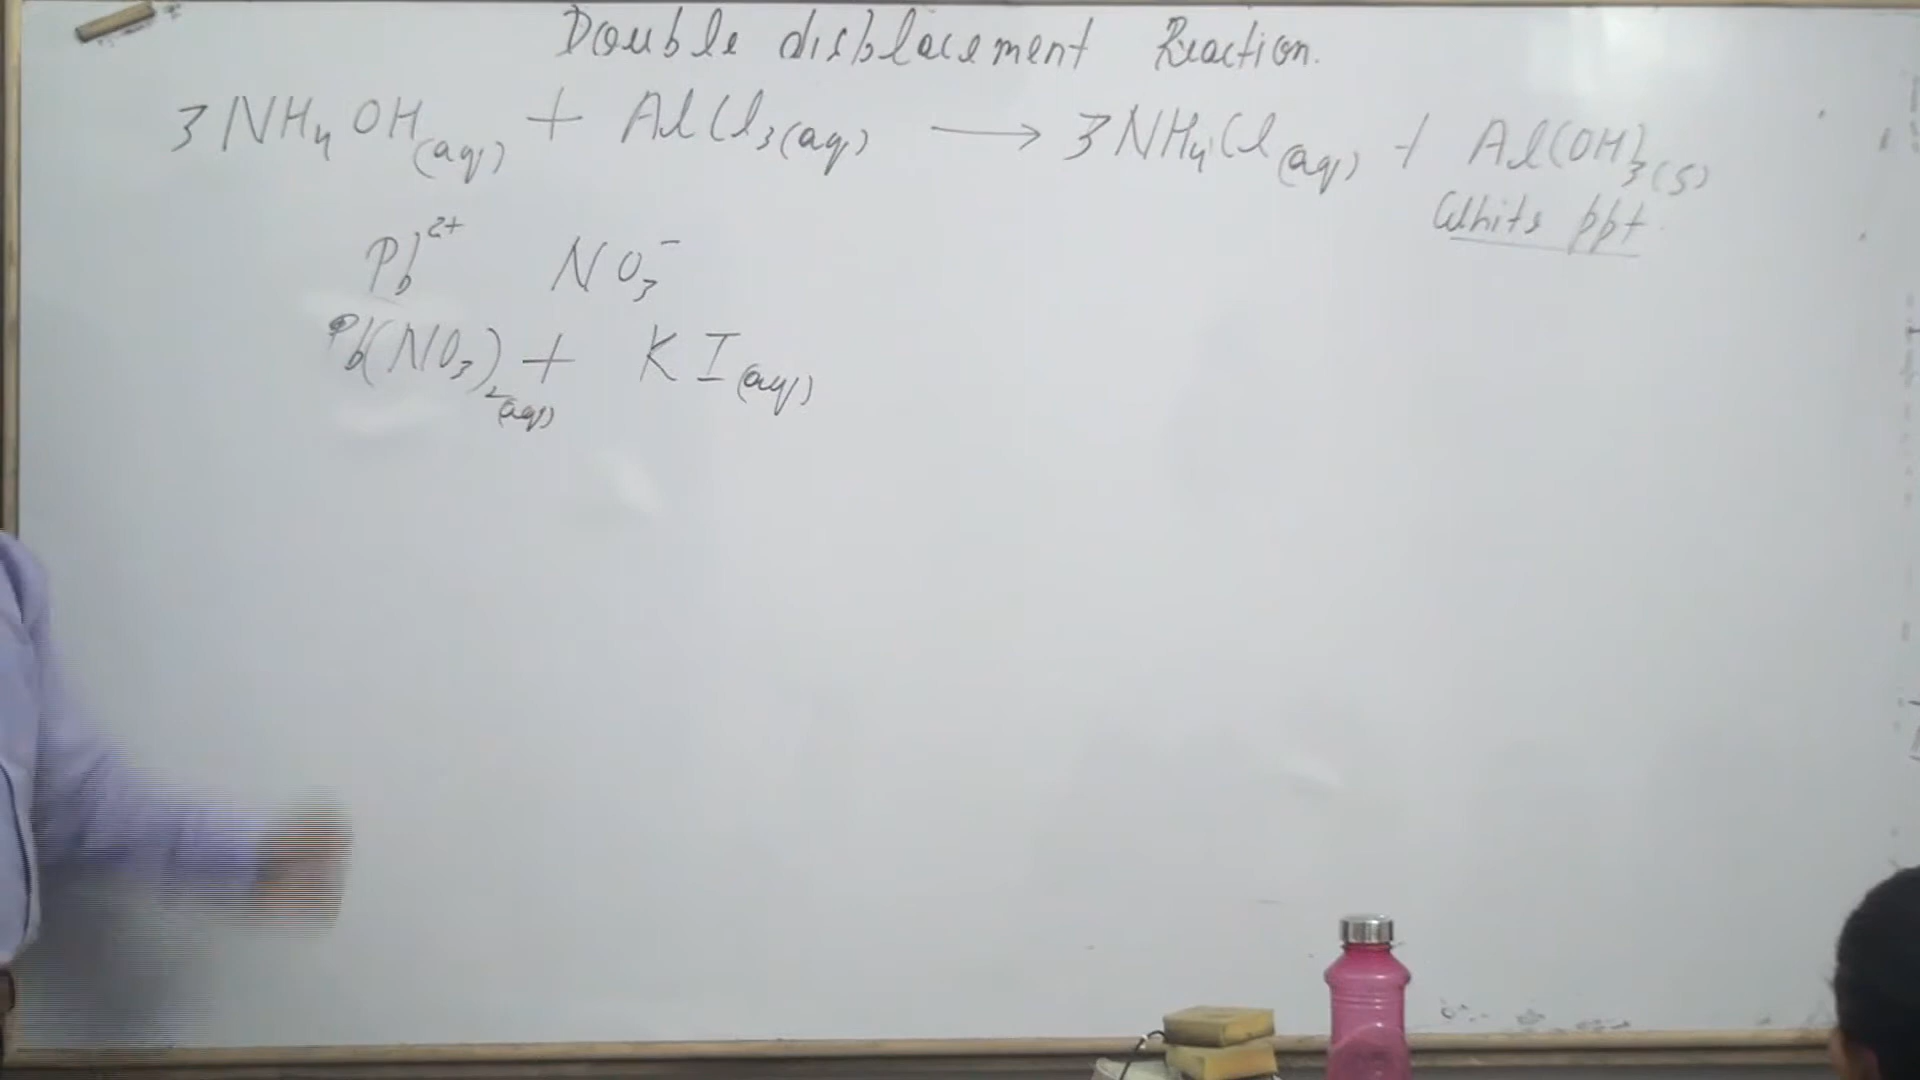 Double displacement Reaction.
3NH₄OH(aq) + AlCl₃(aq) → 3NH₄Cl(aq) + Al(OH)₃(s)
White ppt.
Pb²⁺ NO₃⁻
Pb(NO₃)₂(aq) + KI(aq)